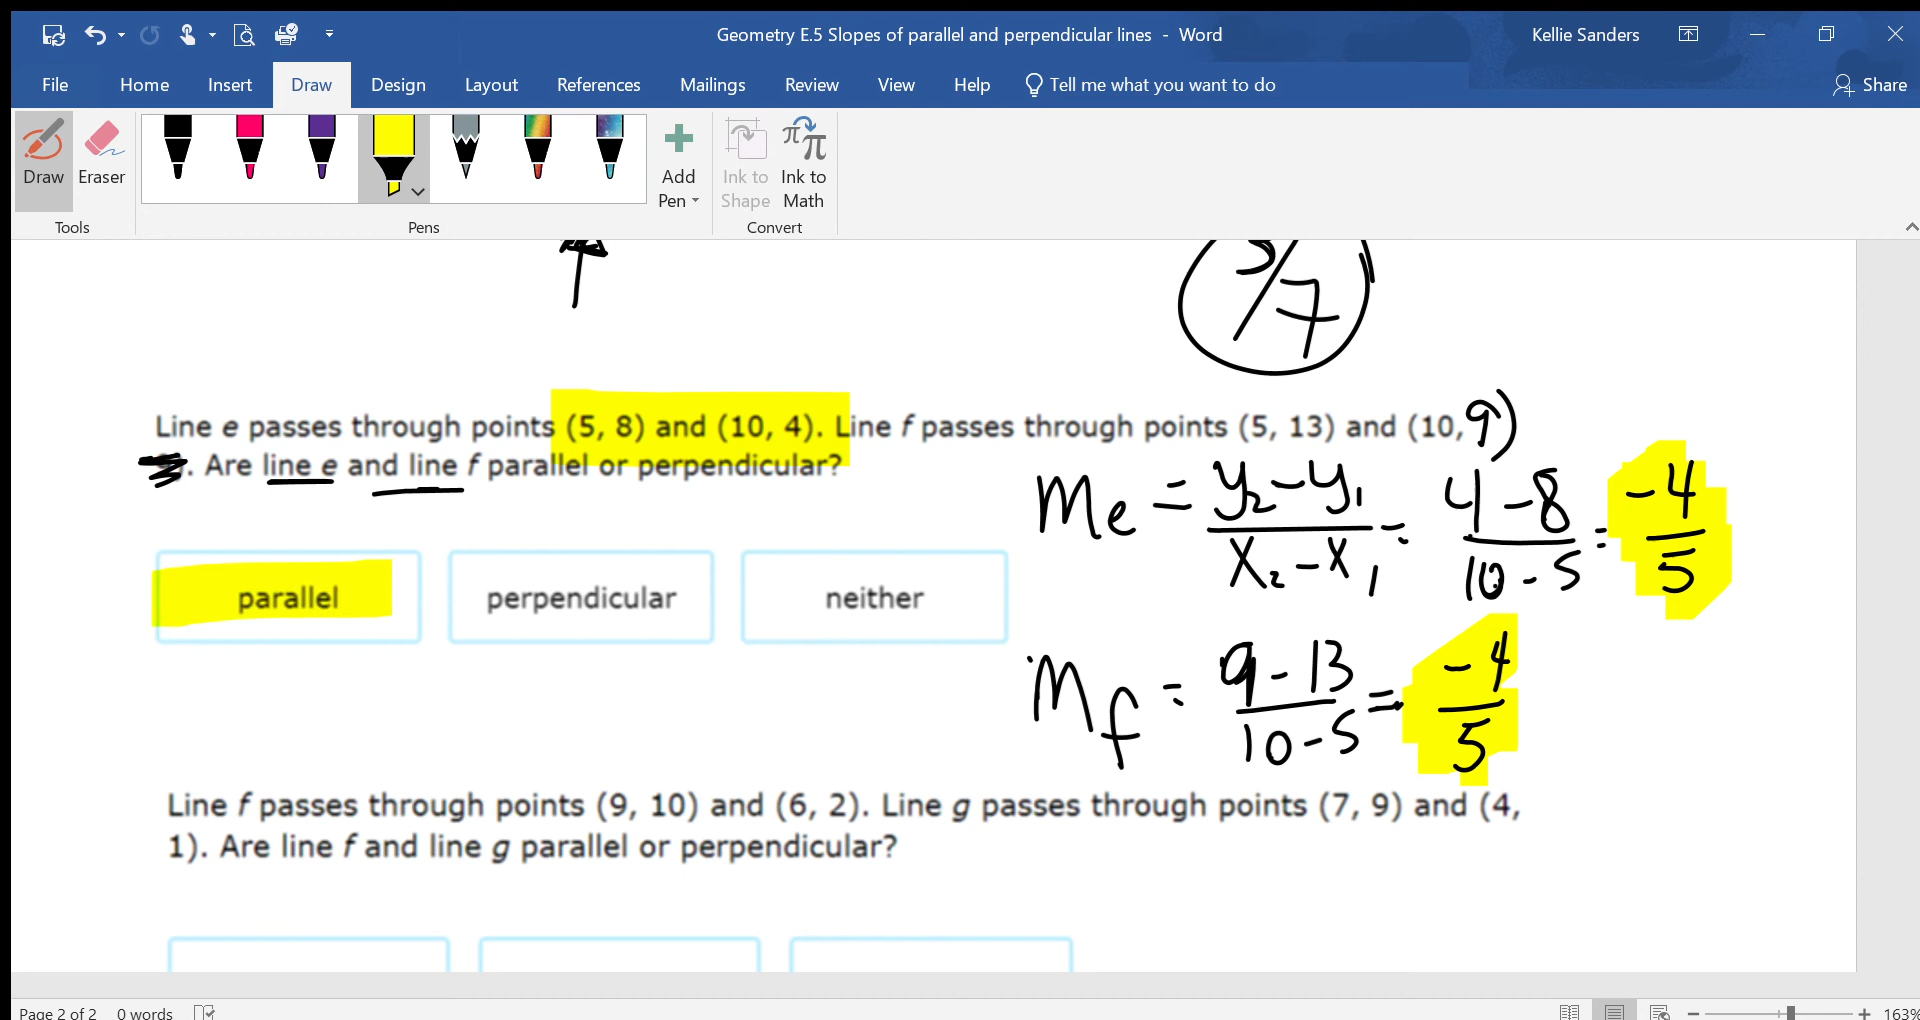 Geometry E.5 Slopes of parallel and perpendicular lines - Word
Kellie Sanders
File Home Insert Draw Design Layout References Mailings Review View Help Tell me what you want to do Share
Draw Eraser Add Pen Ink to Shape Ink to Math
Tools Pens Convert
7
Line e passes through points (5, 8) and (10, 4). Line f passes through points (5, 13) and (10, 9)
. Are line e and line f parallel or perpendicular?
Me = y2 - y1 / x2 - x1 = 4 - 8 / 10 - 5 = -4 / 5
parallel perpendicular neither
Mf = 9 - 13 / 10 - 5 = -4 / 5
Line f passes through points (9, 10) and (6, 2). Line g passes through points (7, 9) and (4,
1). Are line f and line g parallel or perpendicular?
Page 2 of 2 0 words 163%